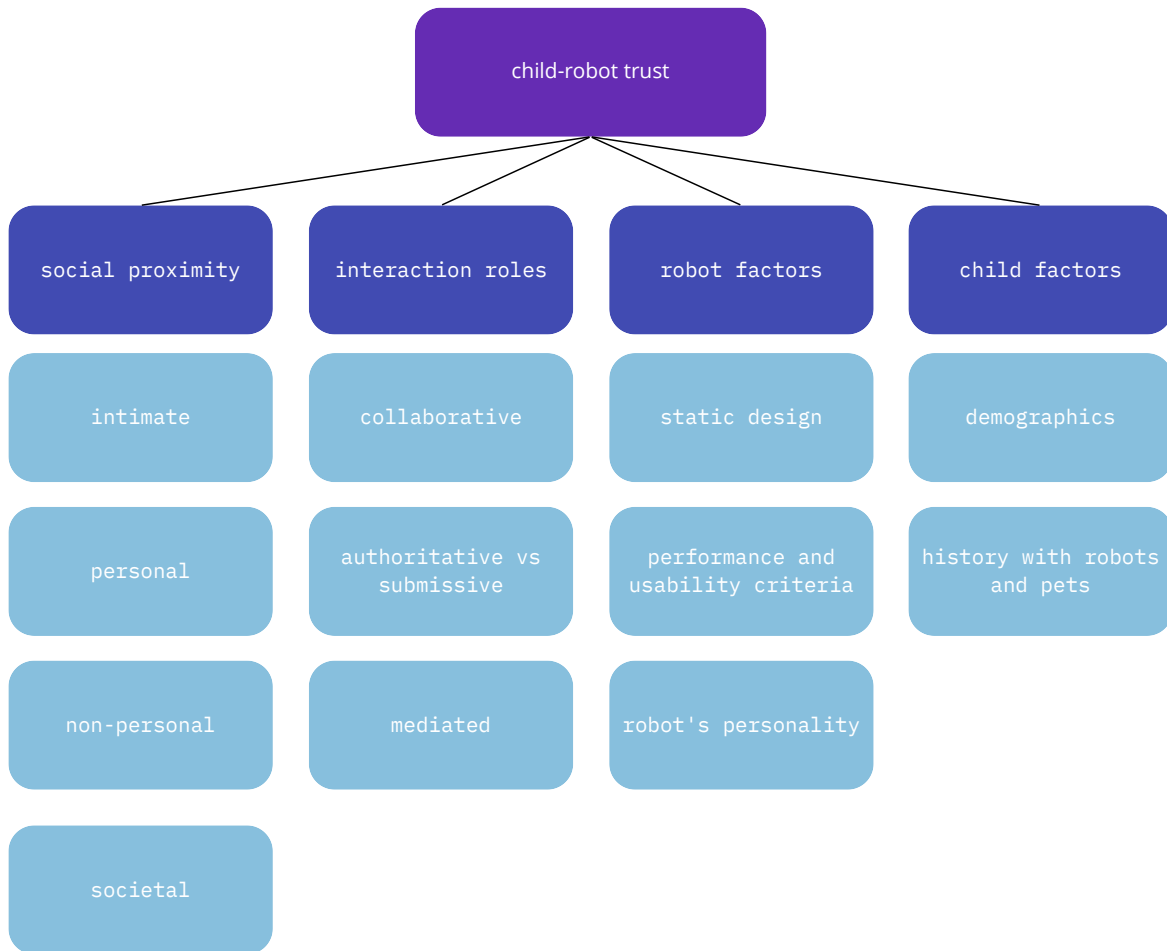 child-robot trust
social proximity
interaction roles
robot factors
child factors
intimate
collaborative
static design
demographics
personal
authoritative vs
submissive
performance and
usability criteria
history with robots
and pets
non-personal
mediated
robot's personality
societal